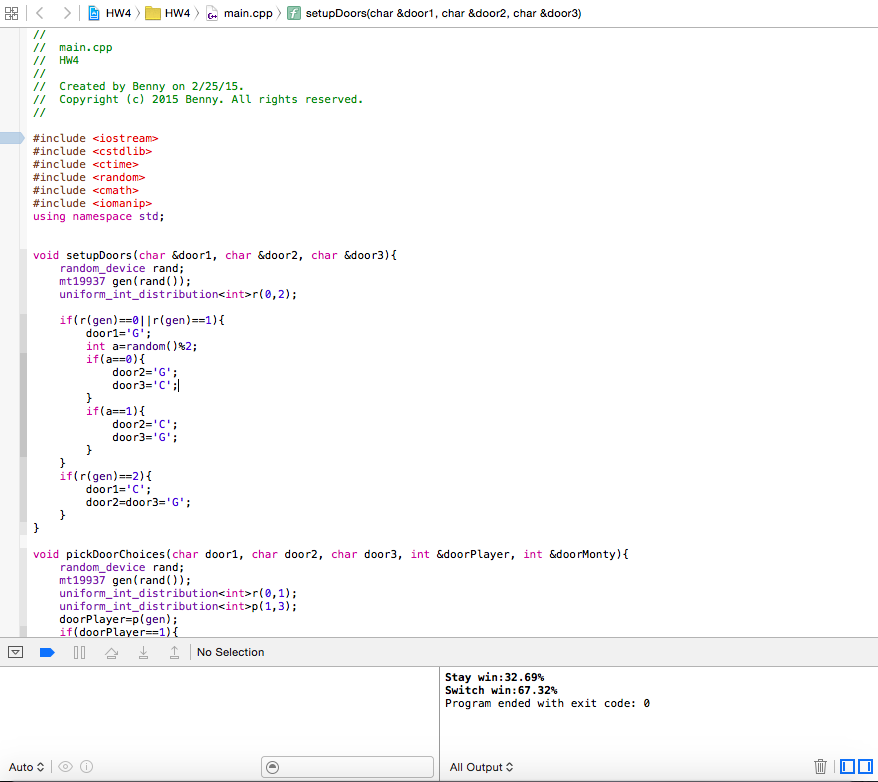 HW4 HW4 main.cpp setupDoors(char &door1, char &door2, char &door3)
//
//  main.cpp
//  HW4
//
//  Created by Benny on 2/25/15.
//  Copyright (c) 2015 Benny. All rights reserved.
//
#include <iostream>
#include <cstdlib>
#include <ctime>
#include <random>
#include <cmath>
#include <iomanip>
using namespace std;
void setupDoors(char &door1, char &door2, char &door3){
    random_device rand;
    mt19937 gen(rand());
    uniform_int_distribution<int>r(0,2);
    if(r(gen)==0||r(gen)==1){
        door1='G';
        int a=random()%2;
        if(a==0){
            door2='G';
            door3='C';
        }
        if(a==1){
            door2='C';
            door3='G';
        }
    }
    if(r(gen)==2){
        door1='C';
        door2=door3='G';
    }
}
void pickDoorChoices(char door1, char door2, char door3, int &doorPlayer, int &doorMonty){
    random_device rand;
    mt19937 gen(rand());
    uniform_int_distribution<int>r(0,1);
    uniform_int_distribution<int>p(1,3);
    doorPlayer=p(gen);
    if(doorPlayer==1){
No Selection
Stay win:32.69%
Switch win:67.32%
Program ended with exit code: 0
Auto
All Output